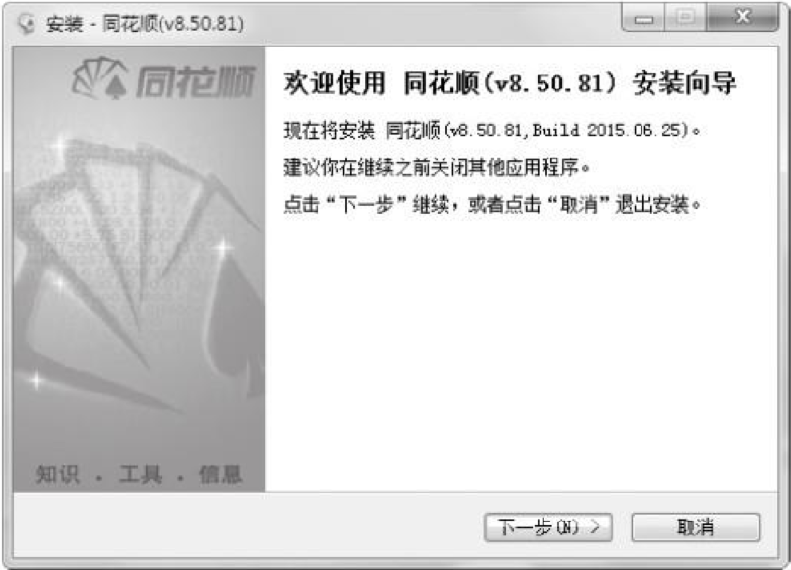 安装 - 同花顺(v8.50.81)
同花顺
欢迎使用 同花顺(v8.50.81) 安装向导
现在将安装 同花顺(v8.50.81,Build 2015.06.25)。
建议你在继续之前关闭其他应用程序。
点击“下一步”继续，或者点击“取消”退出安装。
知识 . 工具 . 信息
下一步(N) >
取消